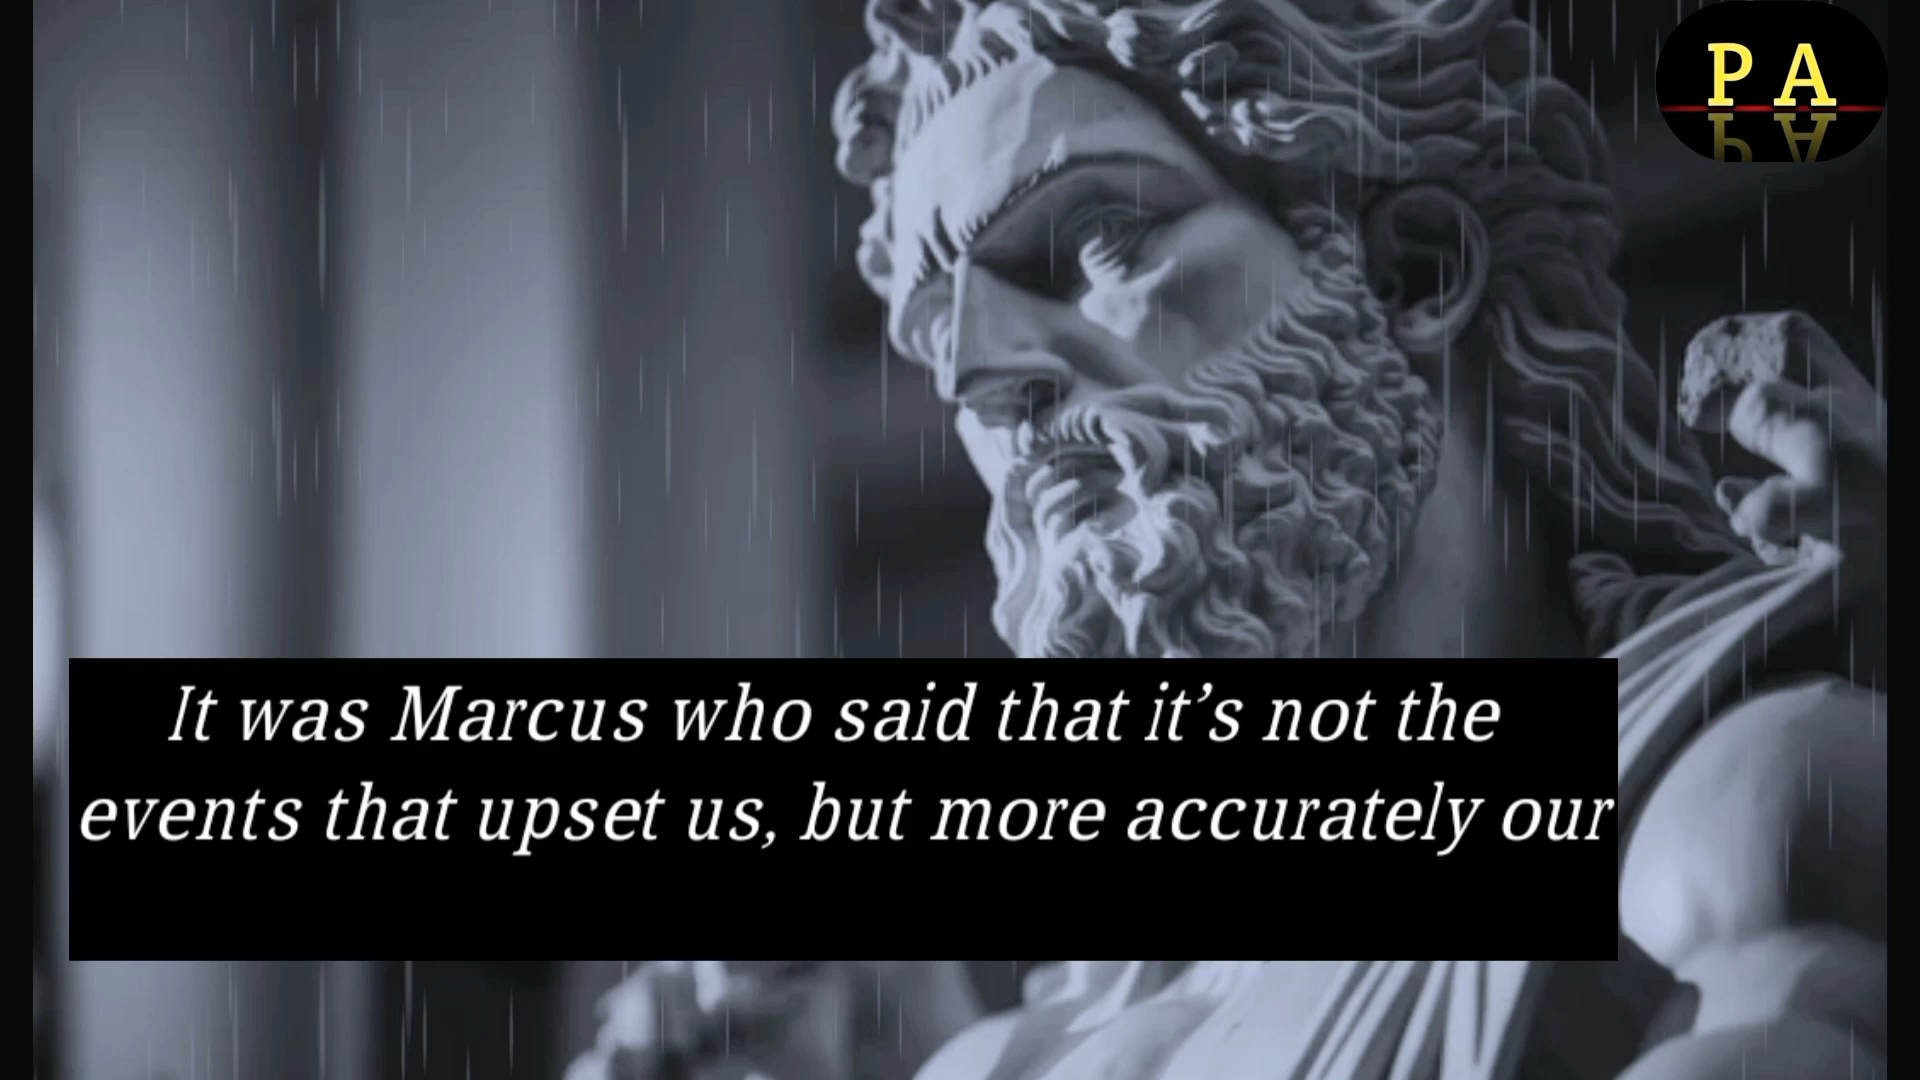 P A
It was Marcus who said that it’s not the
events that upset us, but more accurately our